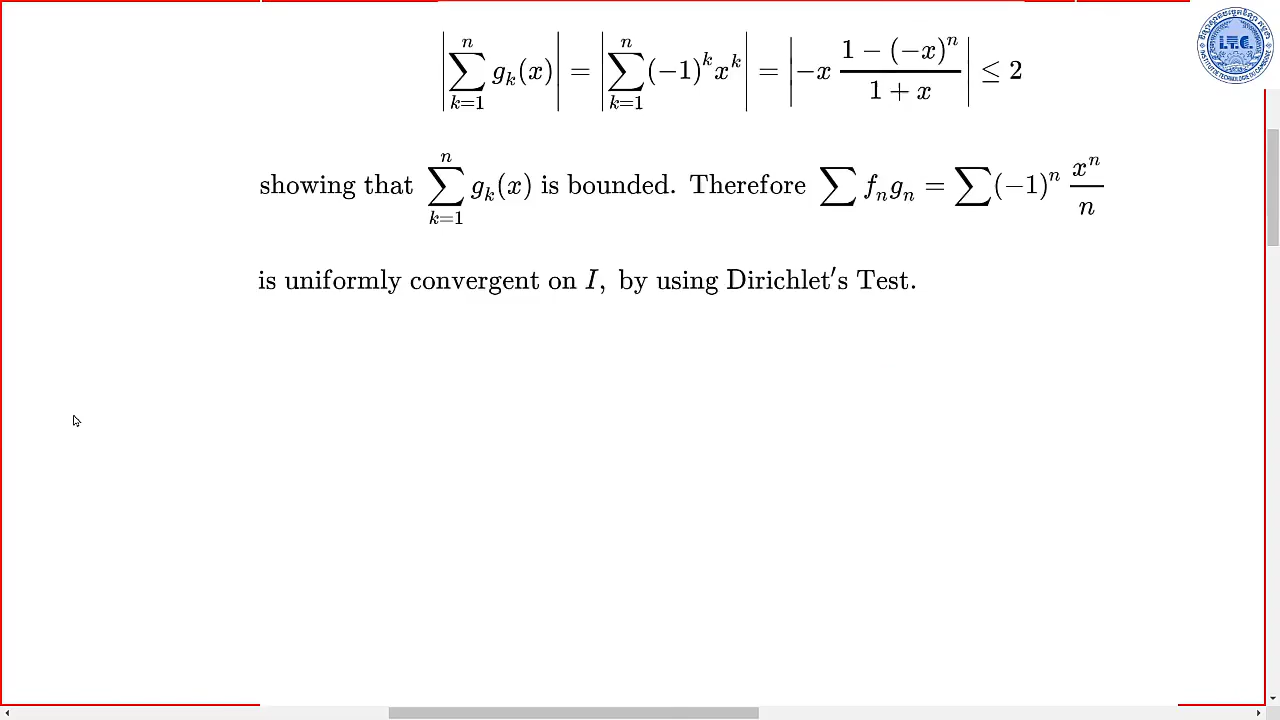 |∑_{k=1}^{n} g_k(x)| = |∑_{k=1}^{n} (−1)^k x^k| = |−x (1 − (−x)^n)/(1 + x)| ≤ 2
showing that ∑_{k=1}^{n} g_k(x) is bounded. Therefore ∑ f_n g_n = ∑(−1)^n x^n/n
is uniformly convergent on I, by using Dirichlet's Test.
I.T.C.